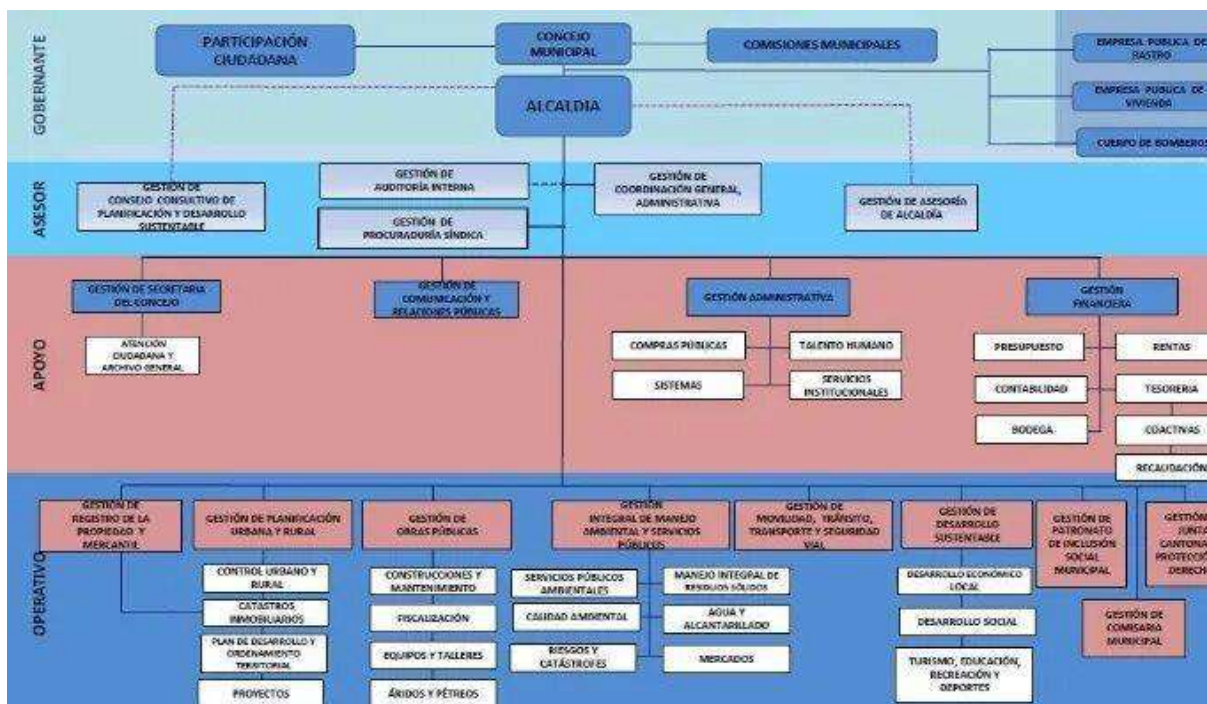 GOBERNANTE
PARTICIPACIÓN
CIUDADANA
CONCEJO
MUNICIPAL
COMISIONES MUNICIPALES
EMPRESA PUBLICA DE
RASTRO
ALCALDIA
EMPRESA PUBLICA DE
VIVIENDA
CUERPO DE BOMBEROS
ASESOR
GESTIÓN DE
CONSEJO CONSULTIVO DE
PLANIFICACIÓN Y DESARROLLO
SUSTENTABLE
GESTIÓN DE
AUDITORÍA INTERNA
GESTIÓN DE
COORDINACIÓN GENERAL,
ADMINISTRATIVA
GESTIÓN DE
PROCURADURÍA SÍNDICA
GESTIÓN DE ASESORÍA
DE ALCALDÍA
APOYO
GESTIÓN DE SECRETARIA
DEL CONCEJO
ATENCIÓN
CIUDADANA Y
ARCHIVO GENERAL
GESTIÓN DE
COMUNICACIÓN Y
RELACIONES PÚBLICAS
GESTIÓN ADMINISTRATIVA
COMPRAS PÚBLICAS
TALENTO HUMANO
SISTEMAS
SERVICIOS
INSTITUCIONALES
GESTIÓN
FINANCIERA
PRESUPUESTO
RENTAS
CONTABILIDAD
TESORERIA
BODEGA
COACTIVAS
RECAUDACIÓN
OPERATIVO
GESTIÓN DE
REGISTRO DE LA
PROPIEDAD Y
MERCANTIL
GESTIÓN DE PLANIFICACIÓN
URBANA Y RURAL
CONTROL URBANO Y
RURAL
CATASTROS
INMOBILIARIOS
PLAN DE DESARROLLO Y
ORDENAMIENTO
TERRITORIAL
PROYECTOS
GESTIÓN DE
OBRAS PÚBLICAS
CONSTRUCCIONES Y
MANTENIMIENTO
FISCALIZACIÓN
EQUIPOS Y TALLERES
ÁRIDOS Y PÉTREOS
GESTIÓN
INTEGRAL DE MANEJO
AMBIENTAL Y SERVICIOS
PÚBLICOS
SERVICIOS PÚBLICOS
AMBIENTALES
MANEJO INTEGRAL DE
RESIDUOS SÓLIDOS
CALIDAD AMBIENTAL
AGUA Y
ALCANTARILLADO
RIESGOS Y
CATÁSTROFES
MERCADOS
GESTIÓN DE
MOVILIDAD, TRÁNSITO,
TRANSPORTE Y SEGURIDAD
VIAL
GESTIÓN DE
DESARROLLO
SUSTENTABLE
DESARROLLO ECONÓMICO
LOCAL
DESARROLLO SOCIAL
TURISMO, EDUCACIÓN,
RECREACIÓN Y
DEPORTES
GESTIÓN DE
PATRONATO
DE INCLUSIÓN
SOCIAL
MUNICIPAL
GESTIÓN DE
COMISARIA
MUNICIPAL
GESTIÓN
JUNTA
CANTONA
PROTECCIÓN
DERECHO